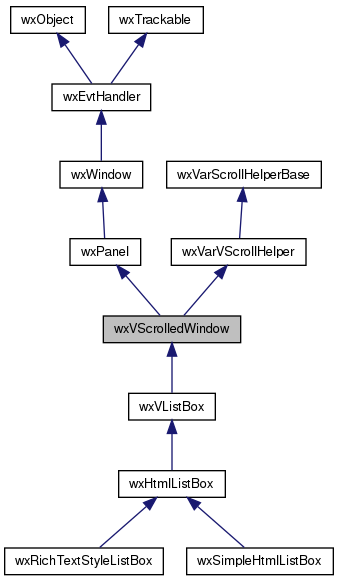 wxObject
wxTrackable
wxEvtHandler
wxWindow
wxVarScrollHelperBase
wxPanel
wxVarVScrollHelper
wxVScrolledWindow
wxVListBox
wxHtmlListBox
wxRichTextStyleListBox
wxSimpleHtmlListBox